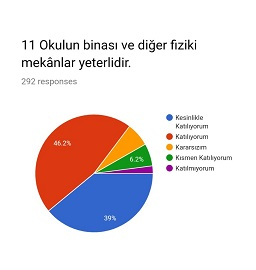 11 Okulun binası ve diğer fiziki
mekânlar yeterlidir.
292 responses
Kesinlikle
Katılıyorum
Katılıyorum
Kararsızım
Kısmen Katılıyorum
Katılmıyorum
46.2%
6.2%
39%